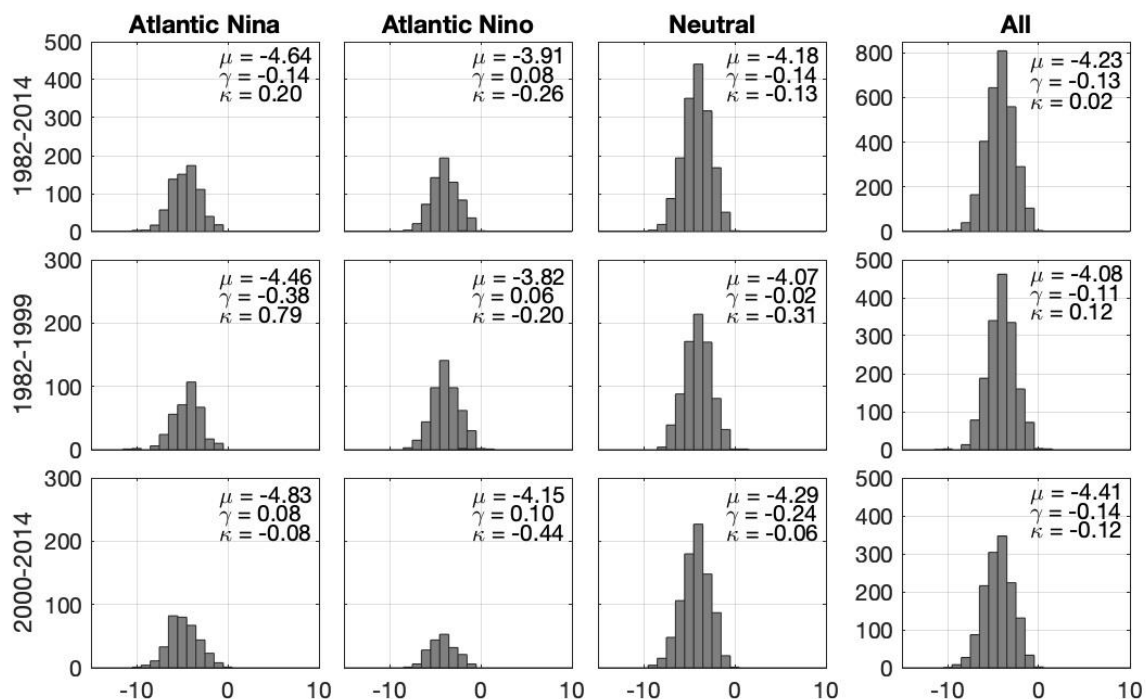 Atlantic Nina
Atlantic Nino
Neutral
All
1982-2014
500
400
300
200
100
0
μ = -4.64
γ = -0.14
κ = 0.20
μ = -3.91
γ = 0.08
κ = -0.26
μ = -4.18
γ = -0.14
κ = -0.13
800
600
400
200
0
μ = -4.23
γ = -0.13
κ = 0.02
1982-1999
300
200
100
0
μ = -4.46
γ = -0.38
κ = 0.79
μ = -3.82
γ = 0.06
κ = -0.20
μ = -4.07
γ = -0.02
κ = -0.31
500
400
300
200
100
0
μ = -4.08
γ = -0.11
κ = 0.12
2000-2014
300
200
100
0
μ = -4.83
γ = 0.08
κ = -0.08
μ = -4.15
γ = 0.10
κ = -0.44
μ = -4.29
γ = -0.24
κ = -0.06
500
400
300
200
100
0
μ = -4.41
γ = -0.14
κ = -0.12
-10 0 10
-10 0 10
-10 0 10
-10 0 10